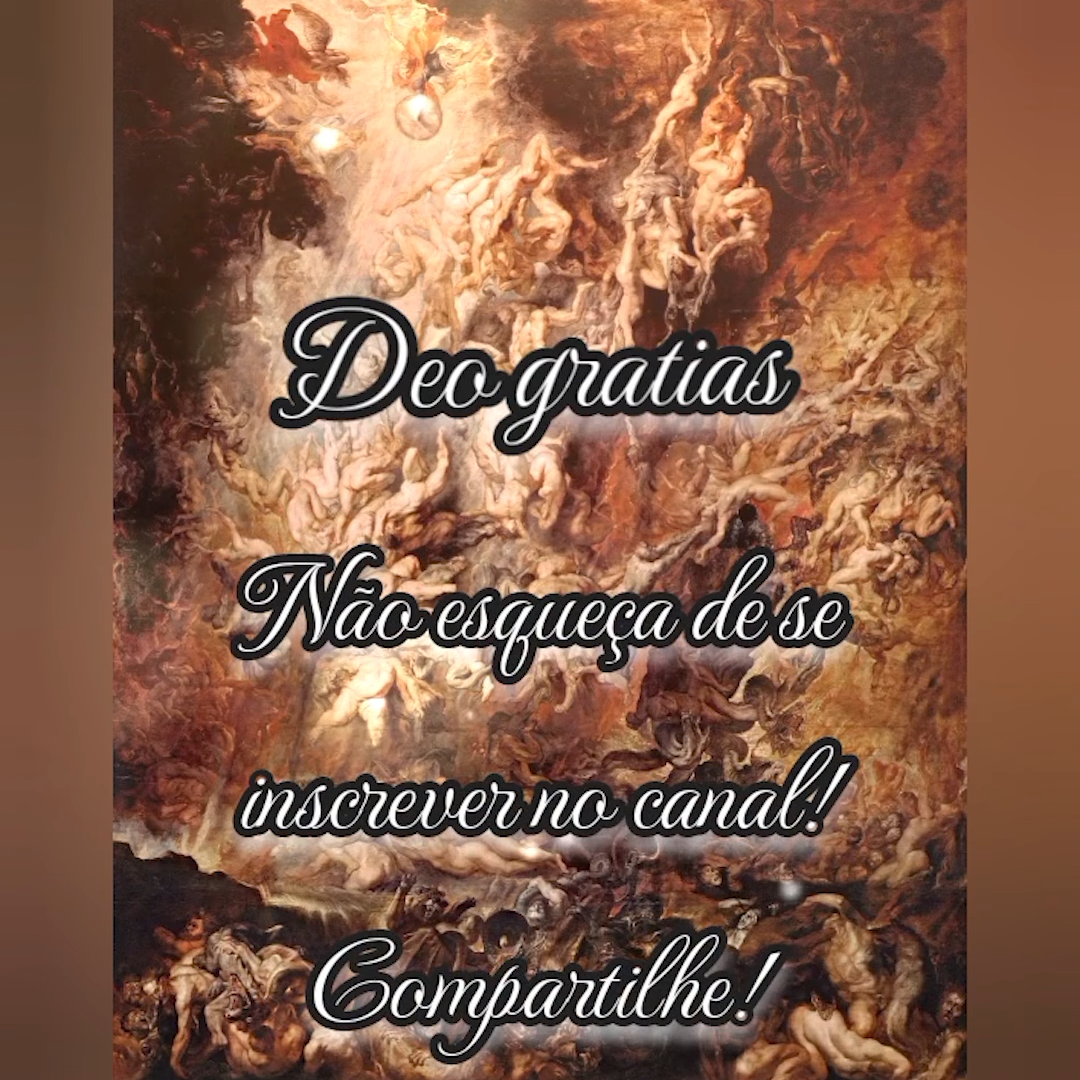 Deo gratias
Não esqueça de se
inscrever no canal!
Compartilhe!